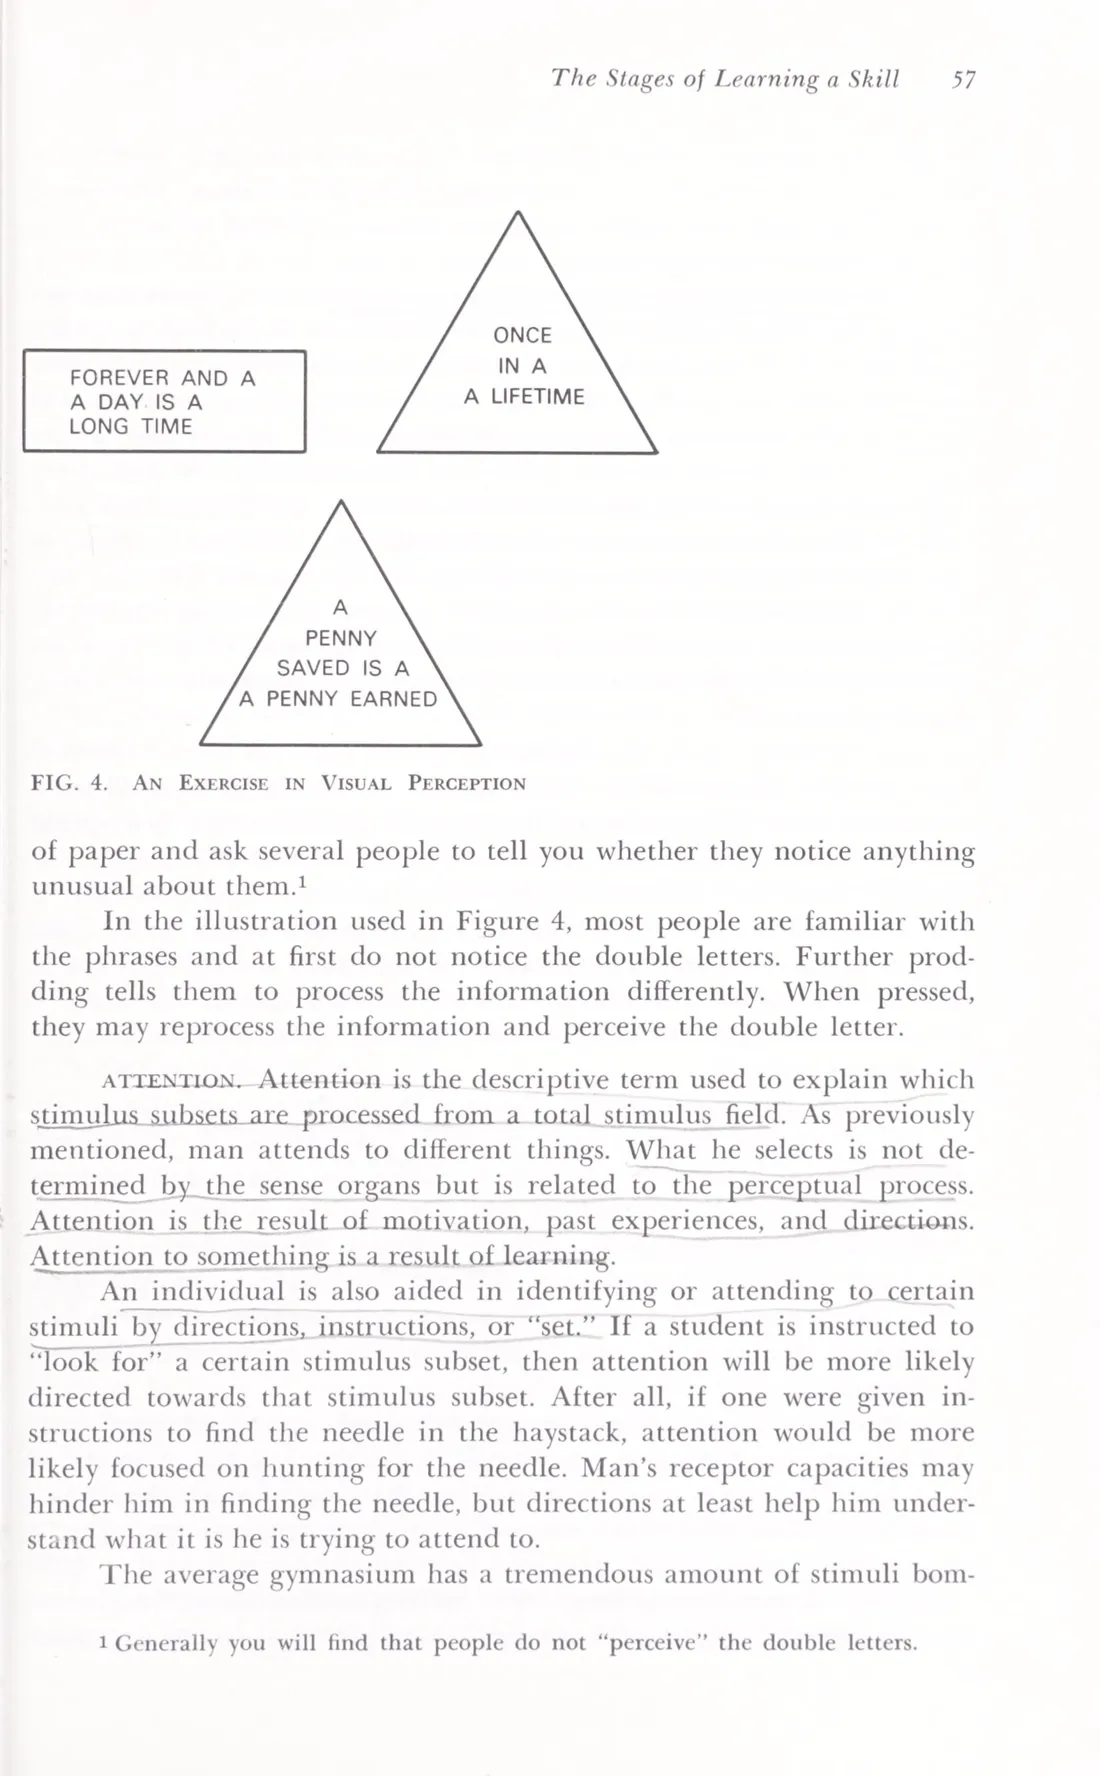 The Stages of Learning a Skill 57
FOREVER AND A
A DAY IS A
LONG TIME
ONCE
IN A
A LIFETIME
A
PENNY
SAVED IS A
A PENNY EARNED
FIG. 4. AN EXERCISE IN VISUAL PERCEPTION
of paper and ask several people to tell you whether they notice anything
unusual about them.1
In the illustration used in Figure 4, most people are familiar with
the phrases and at first do not notice the double letters. Further prod-
ding tells them to process the information differently. When pressed,
they may reprocess the information and perceive the double letter.
ATTENTION. Attention is the descriptive term used to explain which
stimulus subsets are processed from a total stimulus field. As previously
mentioned, man attends to different things. What he selects is not de-
termined by the sense organs but is related to the perceptual process.
Attention is the result of motivation, past experiences, and directions.
Attention to something is a result of learning.
An individual is also aided in identifying or attending to certain
stimuli by directions, instructions, or “set.” If a student is instructed to
“look for” a certain stimulus subset, then attention will be more likely
directed towards that stimulus subset. After all, if one were given in-
structions to find the needle in the haystack, attention would be more
likely focused on hunting for the needle. Man’s receptor capacities may
hinder him in finding the needle, but directions at least help him under-
stand what it is he is trying to attend to.
The average gymnasium has a tremendous amount of stimuli bom-
1 Generally you will find that people do not “perceive” the double letters.